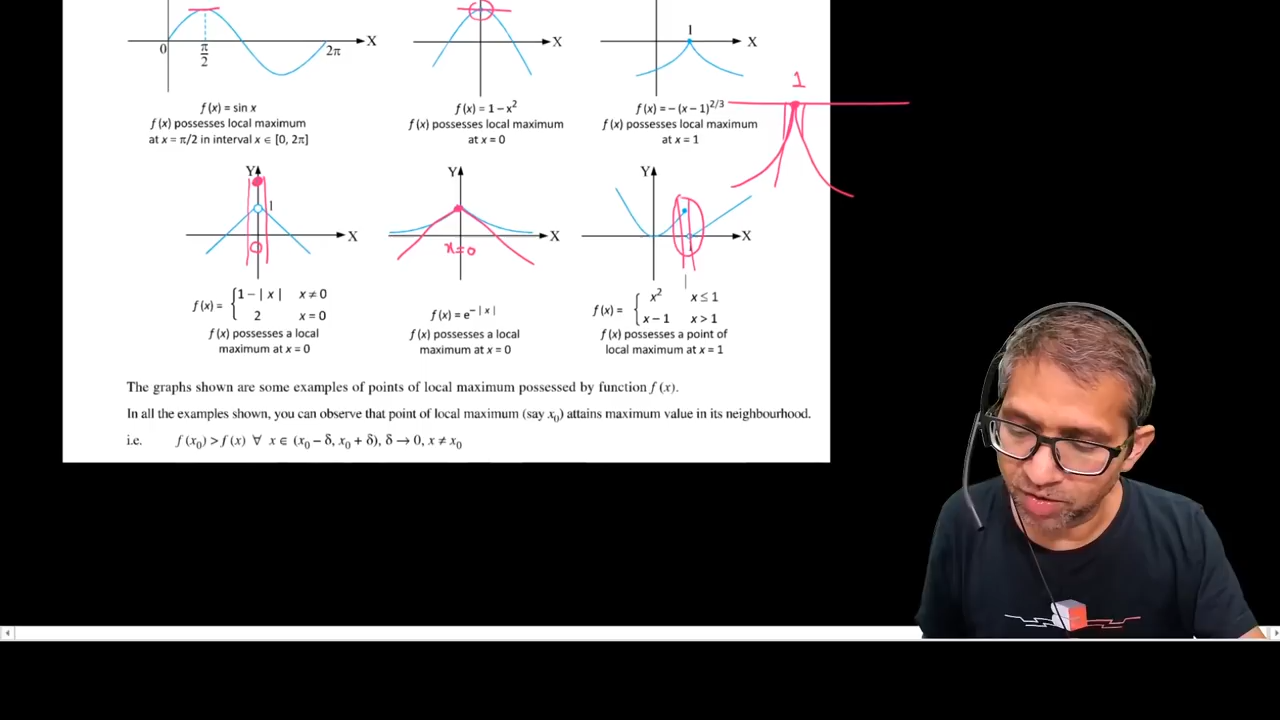 0
π/2
2π
X
X
1
X
1
f(x) = sin x
f(x) possesses local maximum
at x = π/2 in interval x ∈ [0, 2π]
f(x) = 1 – x²
f(x) possesses local maximum
at x = 0
f(x) = – (x – 1)^2/3
f(x) possesses local maximum
at x = 1
Y
1
X
0
Y
X
x=0
Y
X
f(x) = { 1 – | x | x ≠ 0
2 x = 0
f(x) possesses a local
maximum at x = 0
f(x) = e^– | x |
f(x) possesses a local
maximum at x = 0
f(x) = { x² x ≤ 1
x – 1 x > 1
f(x) possesses a point of
local maximum at x = 1
The graphs shown are some examples of points of local maximum possessed by function f (x).
In all the examples shown, you can observe that point of local maximum (say x₀) attains maximum value in its neighbourhood.
i.e. f (x₀) > f (x) ∀ x ∈ (x₀ – δ, x₀ + δ), δ → 0, x ≠ x₀